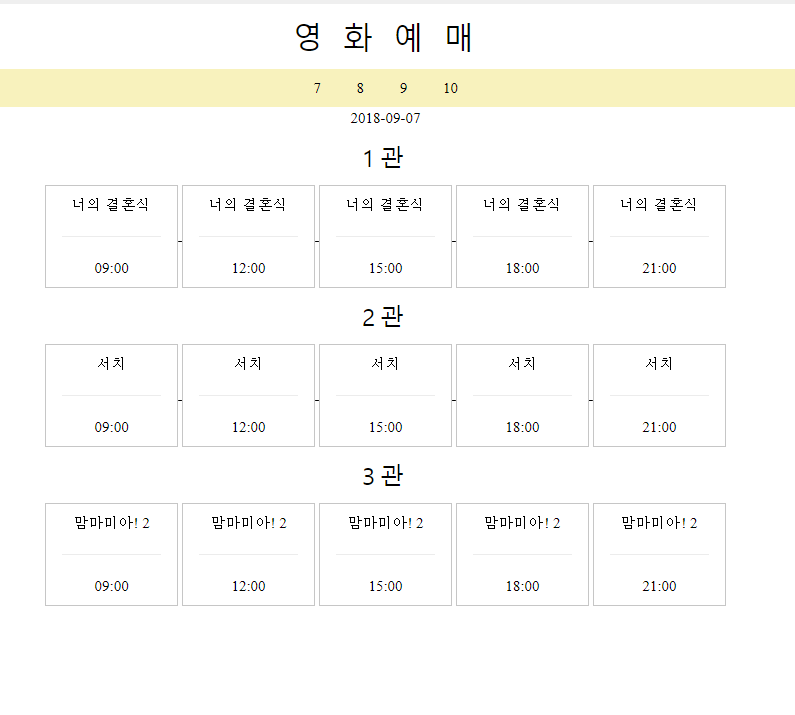 영 화 예 매
7 8 9 10
2018-09-07
1 관
너의 결혼식 너의 결혼식 너의 결혼식 너의 결혼식 너의 결혼식
09:00 12:00 15:00 18:00 21:00
2 관
서치 서치 서치 서치 서치
09:00 12:00 15:00 18:00 21:00
3 관
맘마미아! 2 맘마미아! 2 맘마미아! 2 맘마미아! 2 맘마미아! 2
09:00 12:00 15:00 18:00 21:00